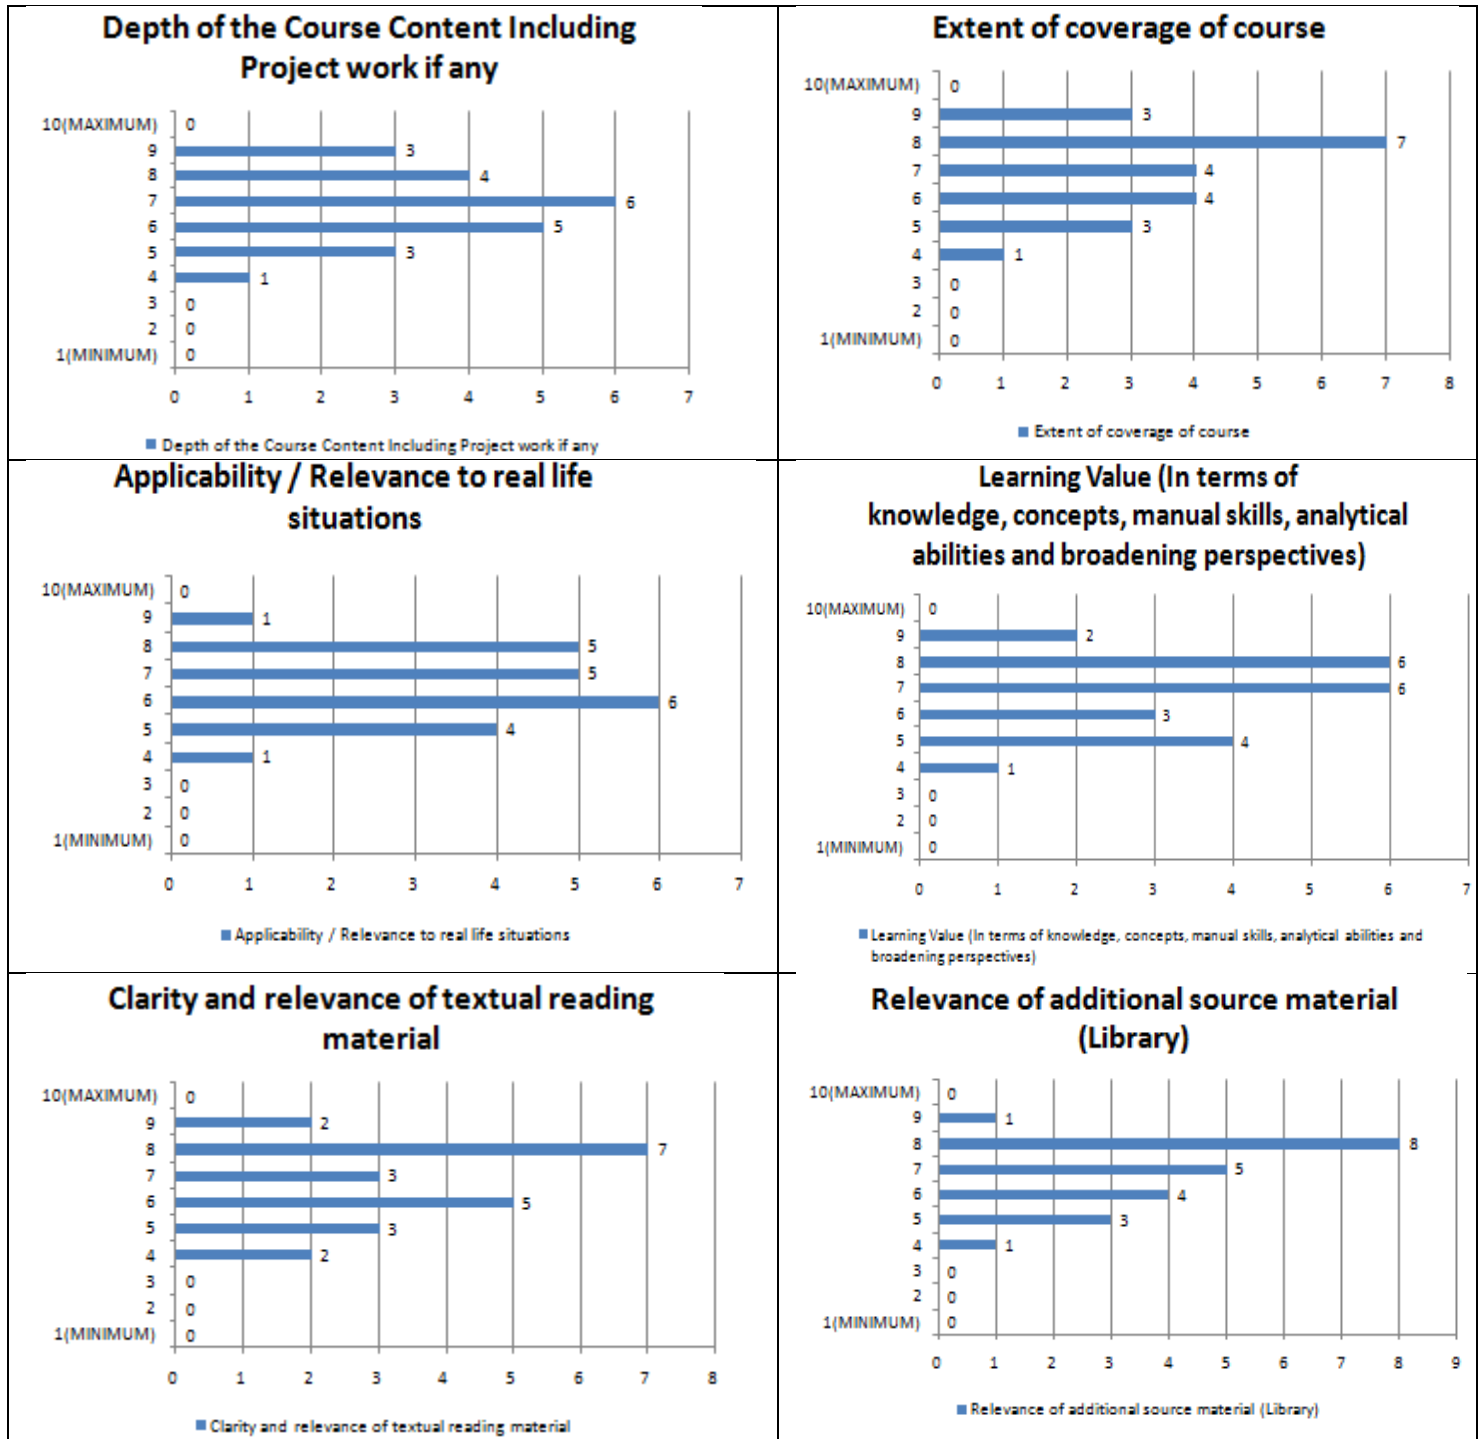 Depth of the Course Content Including
Project work if any
10(MAXIMUM) 0
9 3
8 4
7 6
6 5
5 3
4 1
3 0
2 0
1(MINIMUM) 0
0 1 2 3 4 5 6 7
Depth of the Course Content Including Project work if any
Extent of coverage of course
10(MAXIMUM) 0
9 3
8 7
7 4
6 4
5 3
4 1
3 0
2 0
1(MINIMUM) 0
0 1 2 3 4 5 6 7 8
Extent of coverage of course
Applicability / Relevance to real life
situations
10(MAXIMUM) 0
9 1
8 5
7 5
6 6
5 4
4 1
3 0
2 0
1(MINIMUM) 0
0 1 2 3 4 5 6 7
Applicability / Relevance to real life situations
Learning Value (In terms of
knowledge, concepts, manual skills, analytical
abilities and broadening perspectives)
10(MAXIMUM) 0
9 2
8 6
7 6
6 3
5 4
4 1
3 0
2 0
1(MINIMUM) 0
0 1 2 3 4 5 6 7
Learning Value (In terms of knowledge, concepts, manual skills, analytical abilities and
broadening perspectives)
Clarity and relevance of textual reading
material
10(MAXIMUM) 0
9 2
8 7
7 3
6 5
5 3
4 2
3 0
2 0
1(MINIMUM) 0
0 1 2 3 4 5 6 7 8
Clarity and relevance of textual reading material
Relevance of additional source material
(Library)
10(MAXIMUM) 0
9 1
8 8
7 5
6 4
5 3
4 1
3 0
2 0
1(MINIMUM) 0
0 1 2 3 4 5 6 7 8 9
Relevance of additional source material (Library)